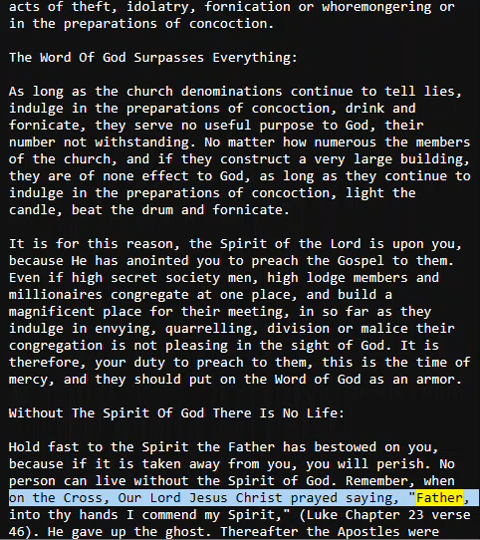 acts of theft, idolatry, fornication or whoremongering or
in the preparations of concoction.
The Word Of God Surpasses Everything:
As long as the church denominations continue to tell lies,
indulge in the preparations of concoction, drink and
fornicate, they serve no useful purpose to God, their
number not withstanding. No matter how numerous the members
of the church, and if they construct a very large building,
they are of none effect to God, as long as they continue to
indulge in the preparations of concoction, light the
candle, beat the drum and fornicate.
It is for this reason, the Spirit of the Lord is upon you,
because He has anointed you to preach the Gospel to them.
Even if high secret society men, high lodge members and
millionaires congregate at one place, and build a
magnificent place for their meeting, in so far as they
indulge in envying, quarrelling, division or malice their
congregation is not pleasing in the sight of God. It is
therefore, your duty to preach to them, this is the time of
mercy, and they should put on the Word of God as an armor.
Without The Spirit Of God There Is No Life:
Hold fast to the Spirit the Father has bestowed on you,
because if it is taken away from you, you will perish. No
person can live without the Spirit of God. Remember, when
on the Cross, Our Lord Jesus Christ prayed saying, "Father,
into thy hands I commend my Spirit," (Luke Chapter 23 verse
46). He gave up the ghost. Thereafter the Apostles were